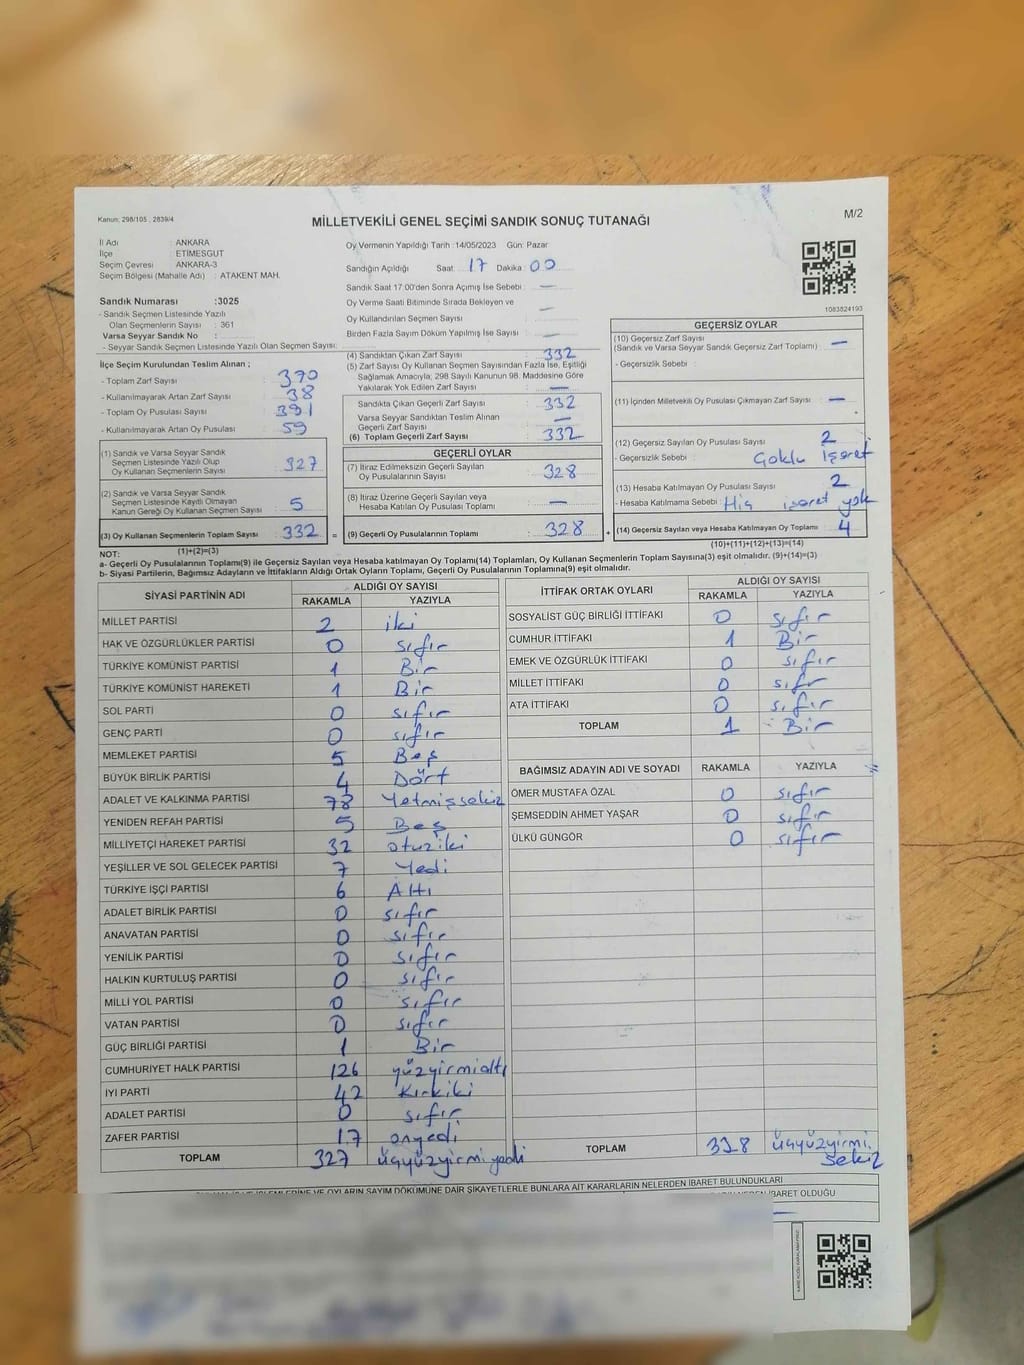 Kanun: 298/105 , 2839/4
MİLLETVEKİLİ GENEL SEÇİMİ SANDIK SONUÇ TUTANAĞI
M/2
İl Adı : ANKARA
İlçe : ETİMESGUT
Seçim Çevresi : ANKARA-3
Seçim Bölgesi (Mahalle Adı) : ATAKENT MAH.
Sandık Numarası :3025
- Sandık Seçmen Listesinde Yazılı
Olan Seçmenlerin Sayısı : 361
Varsa Seyyar Sandık No :
- Seyyar Sandık Seçmen Listesinde Yazılı Olan Seçmen Sayısı:
Oy Vermenin Yapıldığı Tarih :14/05/2023 Gün: Pazar
Sandığın Açıldığı Saat 17 Dakika : 00
Sandık Saat 17.00'den Sonra Açımış İse Sebebi : —
Oy Verme Saati Bitiminde Sırada Bekleyen ve
Oy Kullandırılan Seçmen Sayısı : —
Birden Fazla Sayım Döküm Yapılmış İse Sayısı : —
1083824193
İlçe Seçim Kurulundan Teslim Alınan ;
- Toplam Zarf Sayısı : 370
- Kullanılmayarak Artan Zarf Sayısı : 38
- Toplam Oy Pusulası Sayısı : 391
- Kullanılmayarak Artan Oy Pusulası : 59
(1) Sandık ve Varsa Seyyar Sandık
Seçmen Listesinde Yazılı Olup
Oy Kullanan Seçmenlerin Sayısı : 327
(2) Sandık ve Varsa Seyyar Sandık
Seçmen Listesinde Kayıtlı Olmayan
Kanun Gereği Oy Kullanan Seçmen Sayısı : 5
(3) Oy Kullanan Seçmenlerin Toplam Sayısı : 332
(1)+(2)=(3)
(4) Sandıktan Çıkan Zarf Sayısı : 332
(5) Zarf Sayısı Oy Kullanan Seçmen Sayısından Fazla İse, Eşitliği
Sağlamak Amacıyla; 298 Sayılı Kanunun 98. Maddesine Göre
Yakılarak Yok Edilen Zarf Sayısı : —
Sandıkta Çıkan Geçerli Zarf Sayısı : 332
Varsa Seyyar Sandıktan Teslim Alınan
Geçerli Zarf Sayısı : —
(6) Toplam Geçerli Zarf Sayısı : 332
GEÇERLİ OYLAR
(7) İtiraz Edilmeksizin Geçerli Sayılan
Oy Pusulalarının Sayısı : 328
(8) İtiraz Üzerine Geçerli Sayılan veya
Hesaba Katılan Oy Pusulası Toplamı : —
= (9) Geçerli Oy Pusulalarının Toplamı : 328
GEÇERSİZ OYLAR
(10) Geçersiz Zarf Sayısı
(Sandık ve Varsa Seyyar Sandık Geçersiz Zarf Toplamı) : —
- Geçersizlik Sebebi :
(11) İçinden Milletvekili Oy Pusulası Çıkmayan Zarf Sayısı : —
(12) Geçersiz Sayılan Oy Pusulası Sayısı : 2
- Geçersizlik Sebebi : Çoklu İşaret
(13) Hesaba Katılmayan Oy Pusulası Sayısı : 2
- Hesaba Katılmama Sebebi : Hiç işaret yok
+ (14) Geçersiz Sayılan veya Hesaba Katılmayan Oy Toplamı : 4
(10)+(11)+(12)+(13)=(14)
NOT:
a- Geçerli Oy Pusulalarının Toplamı(9) ile Geçersiz Sayılan veya Hesaba katılmayan Oy Toplamı(14) Toplamları, Oy Kullanan Seçmenlerin Toplam Sayısına(3) eşit olmalıdır. (9)+(14)=(3)
b- Siyasi Partilerin, Bağımsız Adayların ve İttifakların Aldığı Ortak Oyların Toplamı, Geçerli Oy Pusulalarının Toplamına(9) eşit olmalıdır.
SİYASİ PARTİNİN ADI ALDIĞI OY SAYISI
RAKAMLA YAZIYLA
MİLLET PARTİSİ 2 iki
HAK VE ÖZGÜRLÜKLER PARTİSİ 0 sıfır
TÜRKİYE KOMÜNİST PARTİSİ 1 Bir
TÜRKİYE KOMÜNİST HAREKETİ 1 Bir
SOL PARTİ 0 sıfır
GENÇ PARTİ 0 sıfır
MEMLEKET PARTİSİ 5 Beş
BÜYÜK BİRLİK PARTİSİ 4 Dört
ADALET VE KALKINMA PARTİSİ 78 Yetmişsekiz
YENİDEN REFAH PARTİSİ 5 Beş
MİLLİYETÇİ HAREKET PARTİSİ 32 otuziki
YEŞİLLER VE SOL GELECEK PARTİSİ 7 Yedi
TÜRKİYE İŞÇİ PARTİSİ 6 Altı
ADALET BİRLİK PARTİSİ 0 sıfır
ANAVATAN PARTİSİ 0 sıfır
YENİLİK PARTİSİ 0 sıfır
HALKIN KURTULUŞ PARTİSİ 0 sıfır
MİLLİ YOL PARTİSİ 0 sıfır
VATAN PARTİSİ 0 sıfır
GÜÇ BİRLİĞİ PARTİSİ 1 Bir
CUMHURİYET HALK PARTİSİ 126 yüzyirmialtı
İYİ PARTİ 42 Kırkiki
ADALET PARTİSİ 0 sıfır
ZAFER PARTİSİ 17 onyedi
TOPLAM 327 üçyüzyirmiyedi
İTTİFAK ORTAK OYLARI ALDIĞI OY SAYISI
RAKAMLA YAZIYLA
SOSYALİST GÜÇ BİRLİĞİ İTTİFAKI 0 sıfır
CUMHUR İTTİFAKI 1 Bir
EMEK VE ÖZGÜRLÜK İTTİFAKI 0 sıfır
MİLLET İTTİFAKI 0 sıfr
ATA İTTİFAKI 0 sıfır
TOPLAM 1 Bir
BAĞIMSIZ ADAYIN ADI VE SOYADI RAKAMLA YAZIYLA
ÖMER MUSTAFA ÖZAL 0 sıfır
ŞEMSEDDİN AHMET YAŞAR 0 sıfır
ÜLKÜ GÜNGÖR 0 sıfır
TOPLAM 328 üçyüzyirmi
sekiz
OYLARIN SAYIM DÖKÜMÜNE DAİR ŞİKAYETLERLE BUNLARA AİT KARARLARIN NELERDEN İBARET BULUNDUKLARI
İBARET OLDUĞU